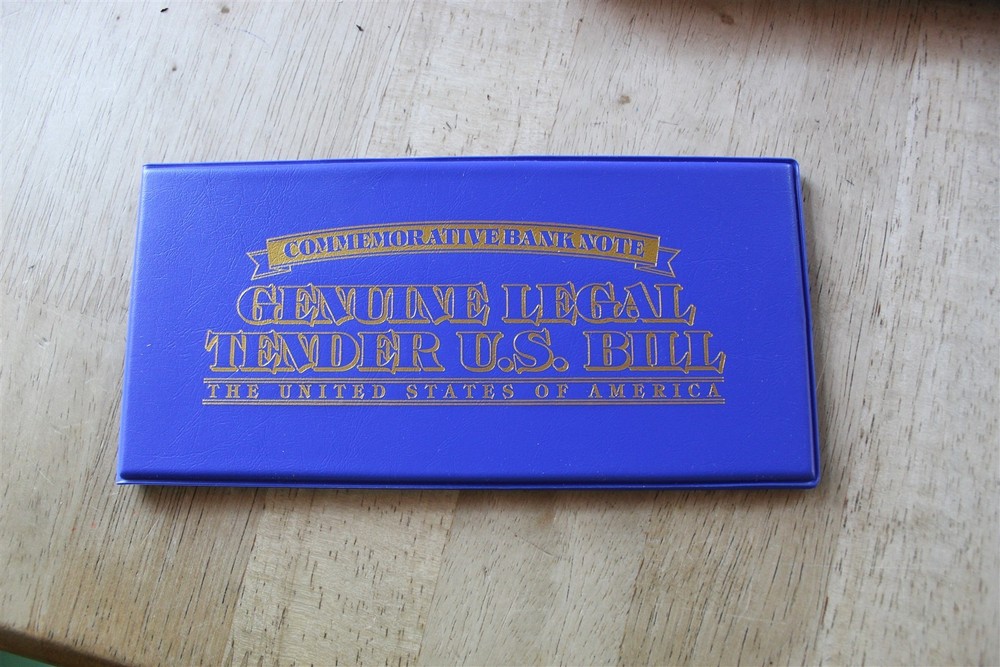 COMMEMORATIVE BANK NOTE
GENUINE LEGAL
TENDER U.S. BILL
THE UNITED STATES OF AMERICA